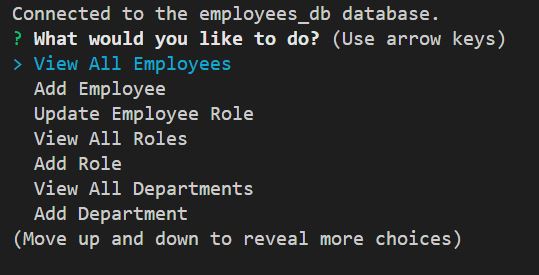 Connected to the employees_db database.
? What would you like to do? (Use arrow keys)
> View All Employees
Add Employee
Update Employee Role
View All Roles
Add Role
View All Departments
Add Department
(Move up and down to reveal more choices)